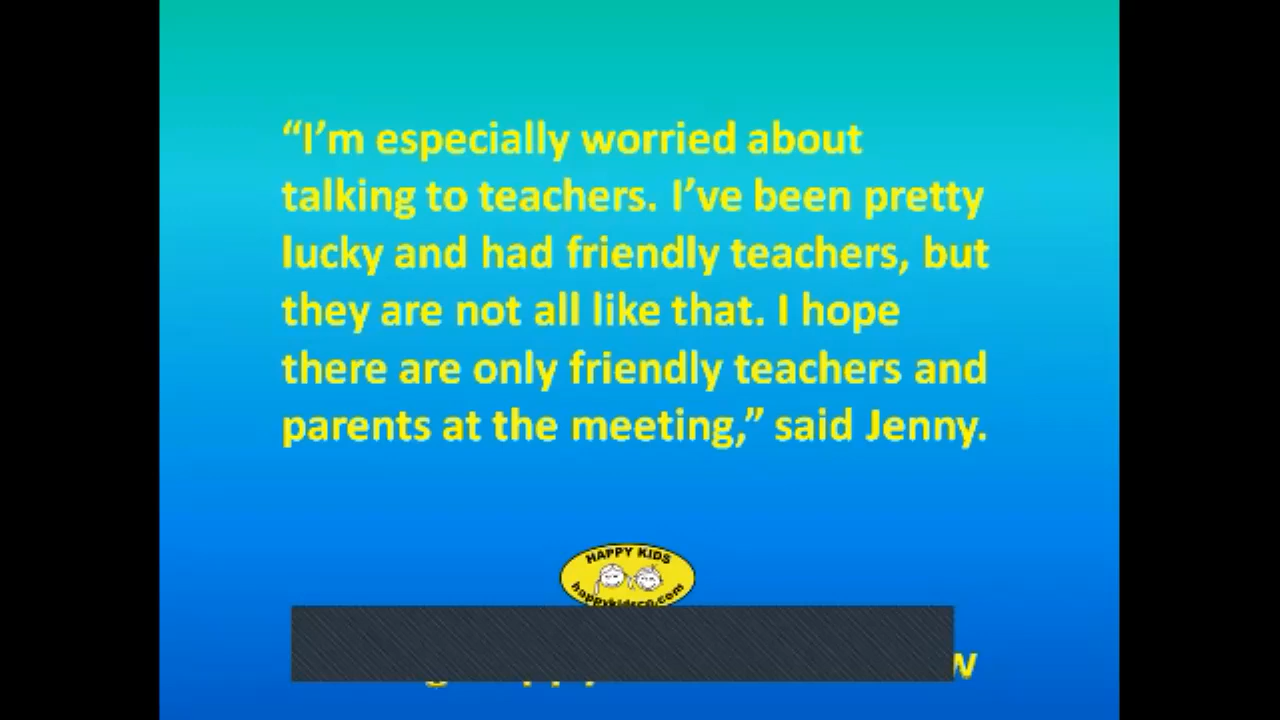 “I’m especially worried about
talking to teachers. I’ve been pretty
lucky and had friendly teachers, but
they are not all like that. I hope
there are only friendly teachers and
parents at the meeting,” said Jenny.
HAPPY KIDS